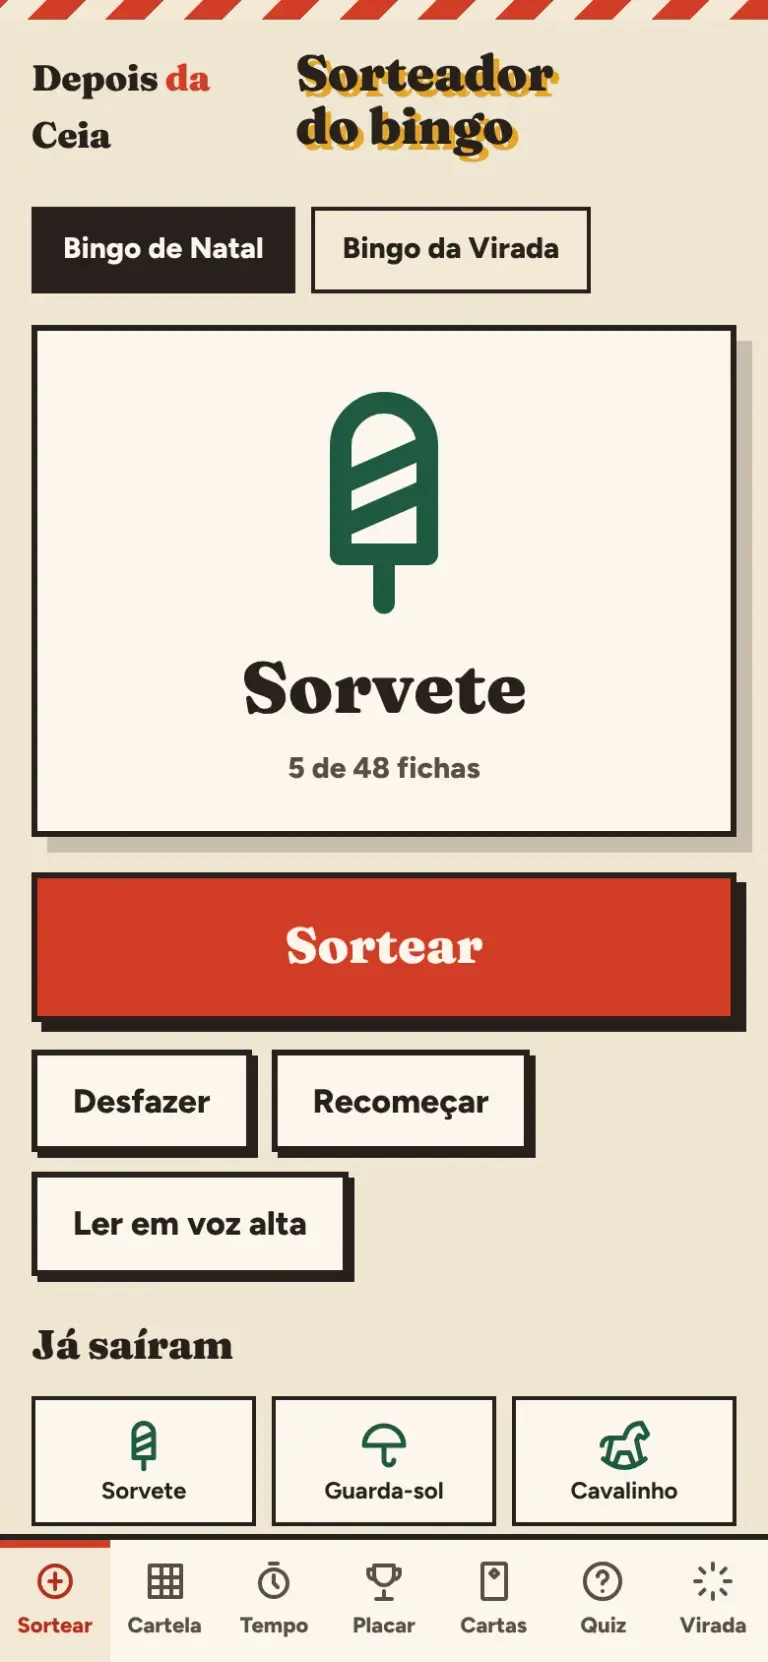 Depois da
Ceia
Sorteador
do bingo
Bingo de Natal
Bingo da Virada
Sorvete
5 de 48 fichas
Sortear
Desfazer
Recomeçar
Ler em voz alta
Já saíram
Sorvete
Guarda-sol
Cavalinho
Sortear
Cartela
Tempo
Placar
Cartas
Quiz
Virada